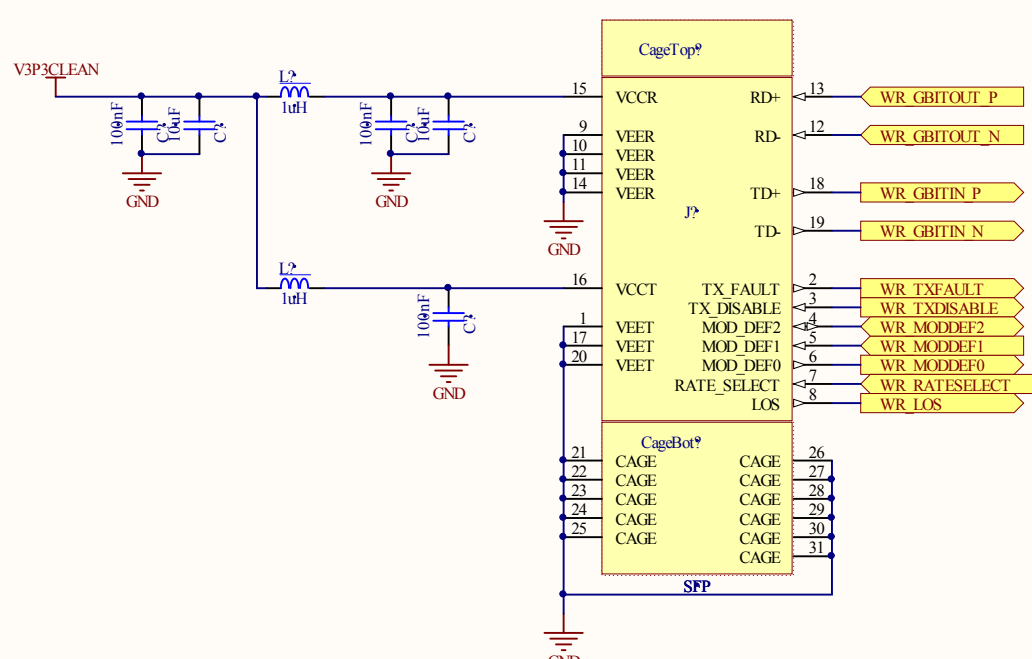 CageTop?
V3P3CLEAN
L?
1uH
15
VCCR
RD+
13
WR_GBITOUT_P
100nF
C?
10uF
C?
100nF
C?
10uF
C?
9
VEER
RD-
12
WR_GBITOUT_N
10
VEER
11
VEER
14
VEER
TD+
18
WR_GBITIN_P
GND
GND
J?
TD-
19
WR_GBITIN_N
GND
L?
1uH
16
VCCT
TX_FAULT
2
WR_TXFAULT
TX_DISABLE
3
WR_TXDISABLE
100nF
C?
1
VEET
MOD_DEF2
4
WR_MODDEF2
17
VEET
MOD_DEF1
5
WR_MODDEF1
20
VEET
MOD_DEF0
6
WR_MODDEF0
RATE_SELECT
7
WR_RATESELECT
GND
LOS
8
WR_LOS
CageBot?
21
CAGE
CAGE
26
22
CAGE
CAGE
27
23
CAGE
CAGE
28
24
CAGE
CAGE
29
25
CAGE
CAGE
30
CAGE
31
SFP
GND